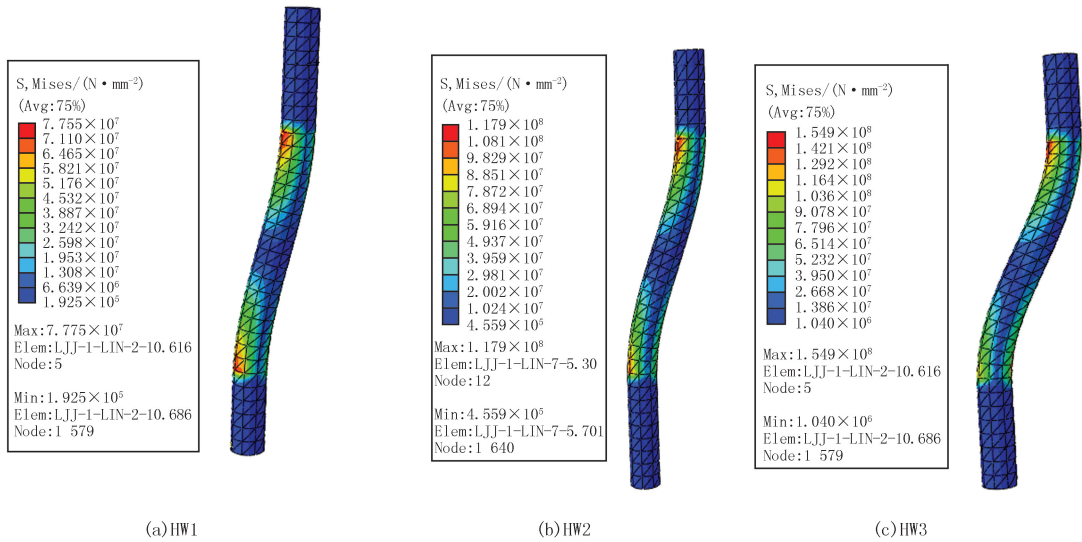 S,Mises/(N·mm⁻²)
(Avg:75%)
7.755×10⁷
7.110×10⁷
6.465×10⁷
5.821×10⁷
5.176×10⁷
4.532×10⁷
3.887×10⁷
3.242×10⁷
2.598×10⁷
1.953×10⁷
1.308×10⁷
6.639×10⁶
1.925×10⁵
Max:7.775×10⁷
Elem:LJJ-1-LIN-2-10.616
Node:5
Min:1.925×10⁵
Elem:LJJ-1-LIN-2-10.686
Node:1 579
(a)HW1
S,Mises/(N·mm⁻²)
(Avg:75%)
1.179×10⁸
1.081×10⁸
9.829×10⁷
8.851×10⁷
7.872×10⁷
6.894×10⁷
5.916×10⁷
4.937×10⁷
3.959×10⁷
2.981×10⁷
2.002×10⁷
1.024×10⁷
4.559×10⁵
Max:1.179×10⁸
Elem:LJJ-1-LIN-7-5.30
Node:12
Min:4.559×10⁵
Elem:LJJ-1-LIN-7-5.701
Node:1 640
(b)HW2
S,Mises/(N·mm⁻²)
(Avg:75%)
1.549×10⁸
1.421×10⁸
1.292×10⁸
1.164×10⁸
1.036×10⁸
9.078×10⁷
7.796×10⁷
6.514×10⁷
5.232×10⁷
3.950×10⁷
2.668×10⁷
1.386×10⁷
1.040×10⁶
Max:1.549×10⁸
Elem:LJJ-1-LIN-2-10.616
Node:5
Min:1.040×10⁶
Elem:LJJ-1-LIN-2-10.686
Node:1 579
(c)HW3